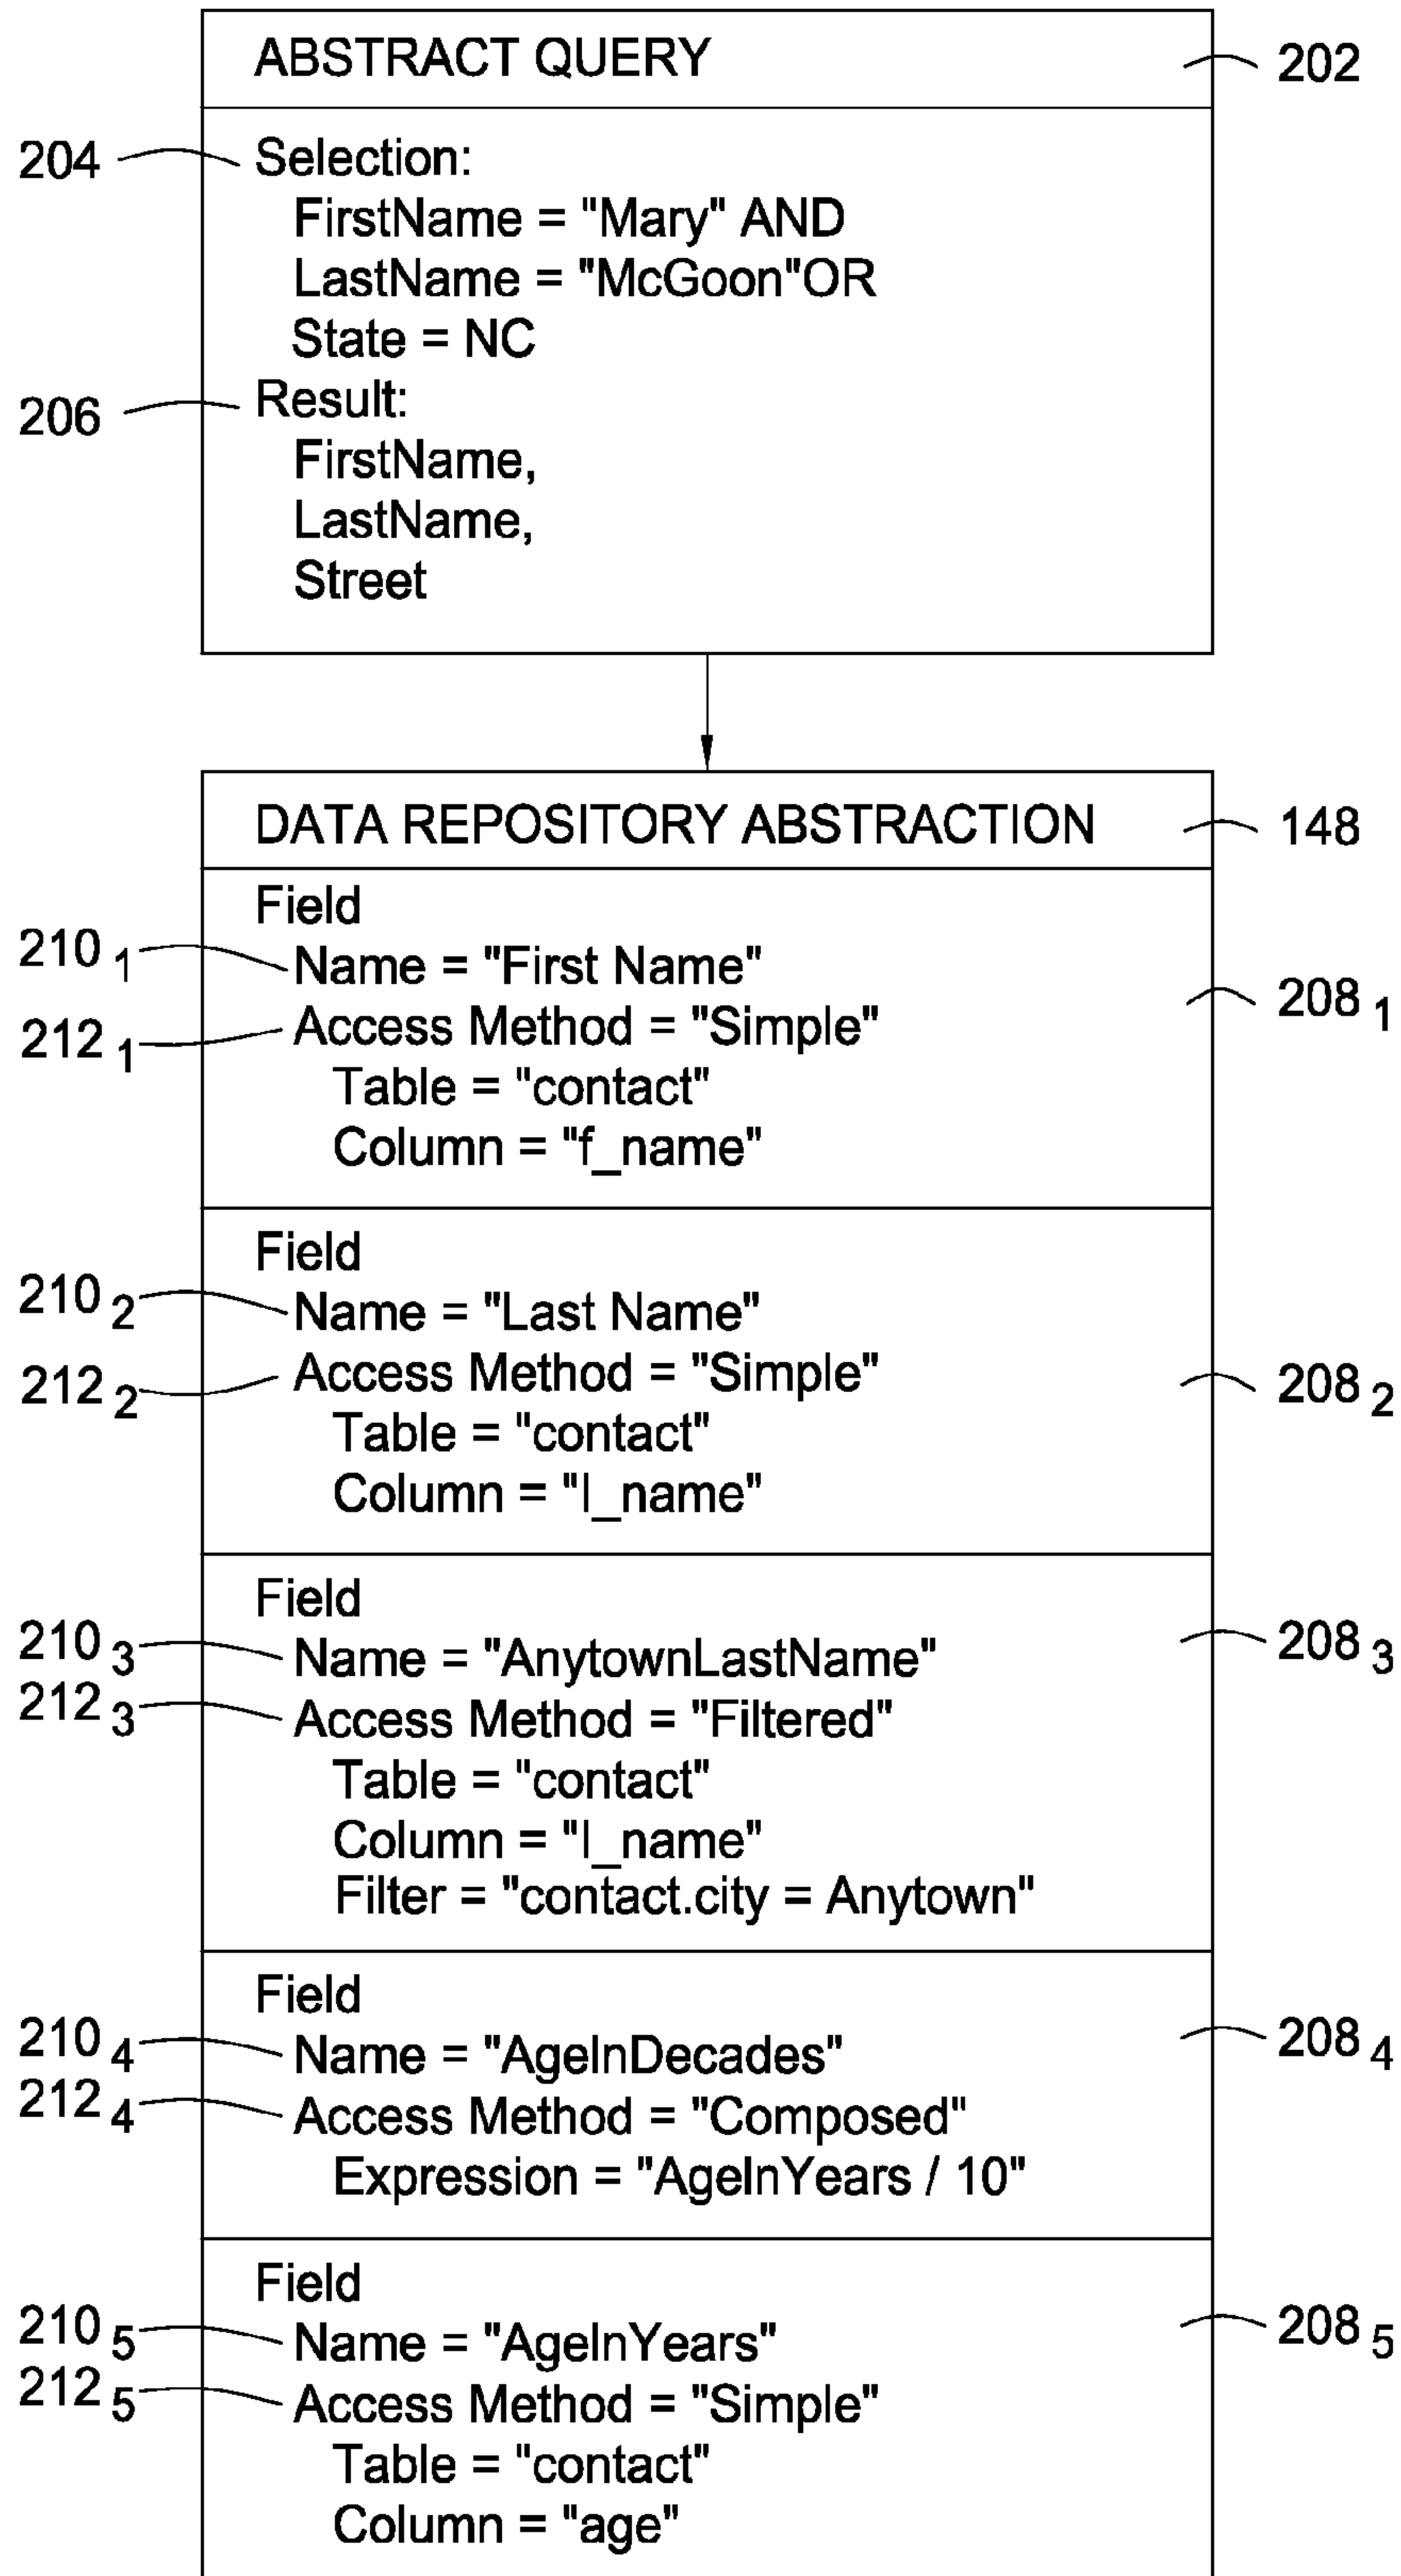 ABSTRACT QUERY
202
204
Selection:
FirstName = "Mary" AND
LastName = "McGoon"OR
State = NC
206
Result:
FirstName,
LastName,
Street
DATA REPOSITORY ABSTRACTION
148
Field
210 1
Name = "First Name"
208 1
212 1
Access Method = "Simple"
Table = "contact"
Column = "f_name"
Field
210 2
Name = "Last Name"
212 2
Access Method = "Simple"
208 2
Table = "contact"
Column = "l_name"
Field
210 3
Name = "AnytownLastName"
208 3
212 3
Access Method = "Filtered"
Table = "contact"
Column = "l_name"
Filter = "contact.city = Anytown"
Field
210 4
Name = "AgeInDecades"
208 4
212 4
Access Method = "Composed"
Expression = "AgeInYears / 10"
Field
210 5
Name = "AgeInYears"
208 5
212 5
Access Method = "Simple"
Table = "contact"
Column = "age"